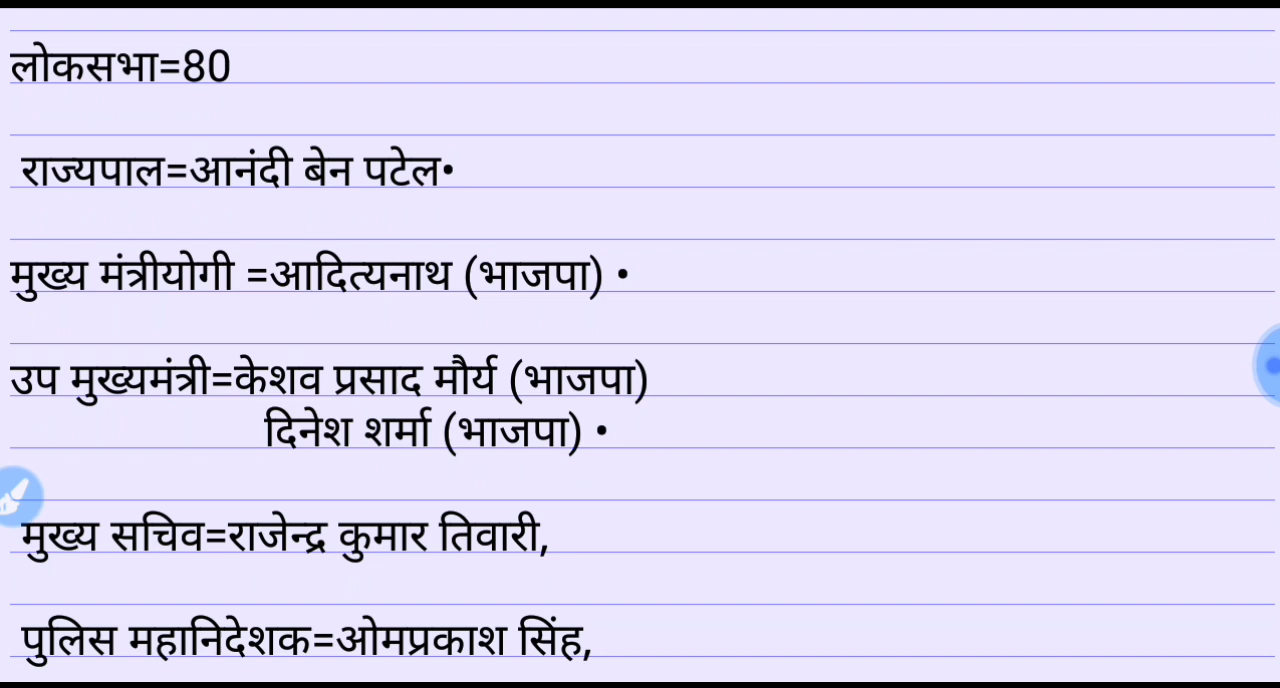 लोकसभा=80
राज्यपाल=आनंदी बेन पटेल•
मुख्य मंत्रीयोगी =आदित्यनाथ (भाजपा) •
उप मुख्यमंत्री=केशव प्रसाद मौर्य (भाजपा)
दिनेश शर्मा (भाजपा) •
मुख्य सचिव=राजेन्द्र कुमार तिवारी,
पुलिस महानिदेशक=ओमप्रकाश सिंह,